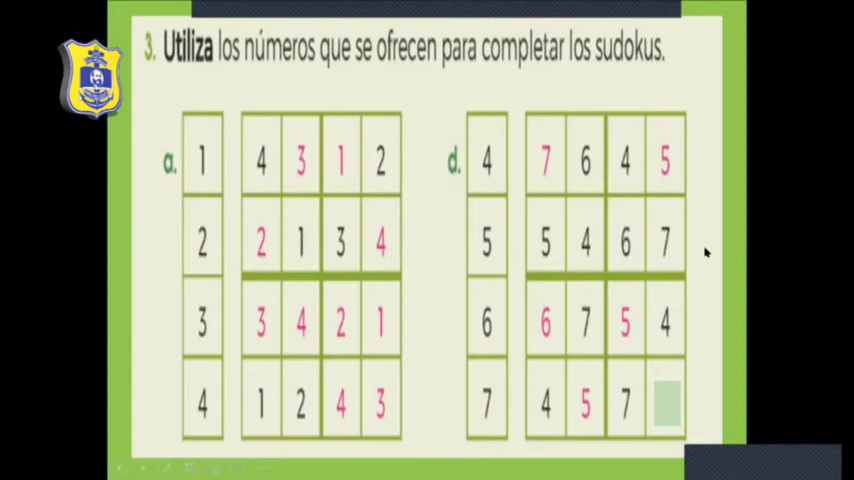 3. Utiliza los números que se ofrecen para completar los sudokus.
a. 1 4 3 1 2
2 2 1 3 4
3 3 4 2 1
4 1 2 4 3
d. 4 7 6 4 5
5 5 4 6 7
6 6 7 5 4
7 4 5 7